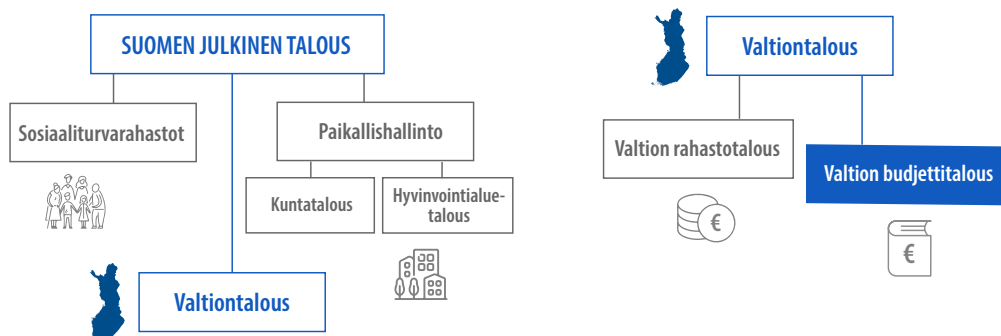 SUOMEN JULKINEN TALOUS
Sosiaaliturvarahastot
Paikallishallinto
Kuntatalous
Hyvinvointialue-
talous
Valtiontalous
Valtiontalous
Valtion rahastotalous
Valtion budjettitalous
€
€